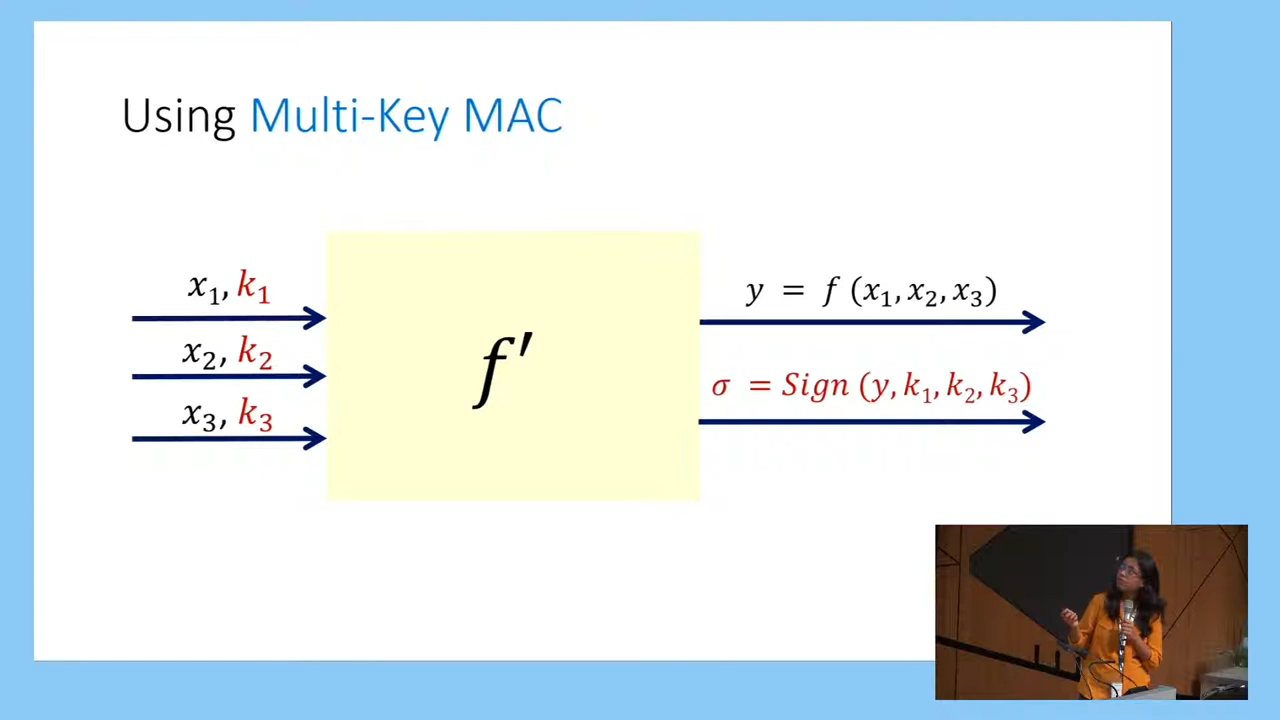 Using Multi-Key MAC
x₁, k₁
x₂, k₂
x₃, k₃
f′
y = f (x₁, x₂, x₃)
σ = Sign (y, k₁, k₂, k₃)